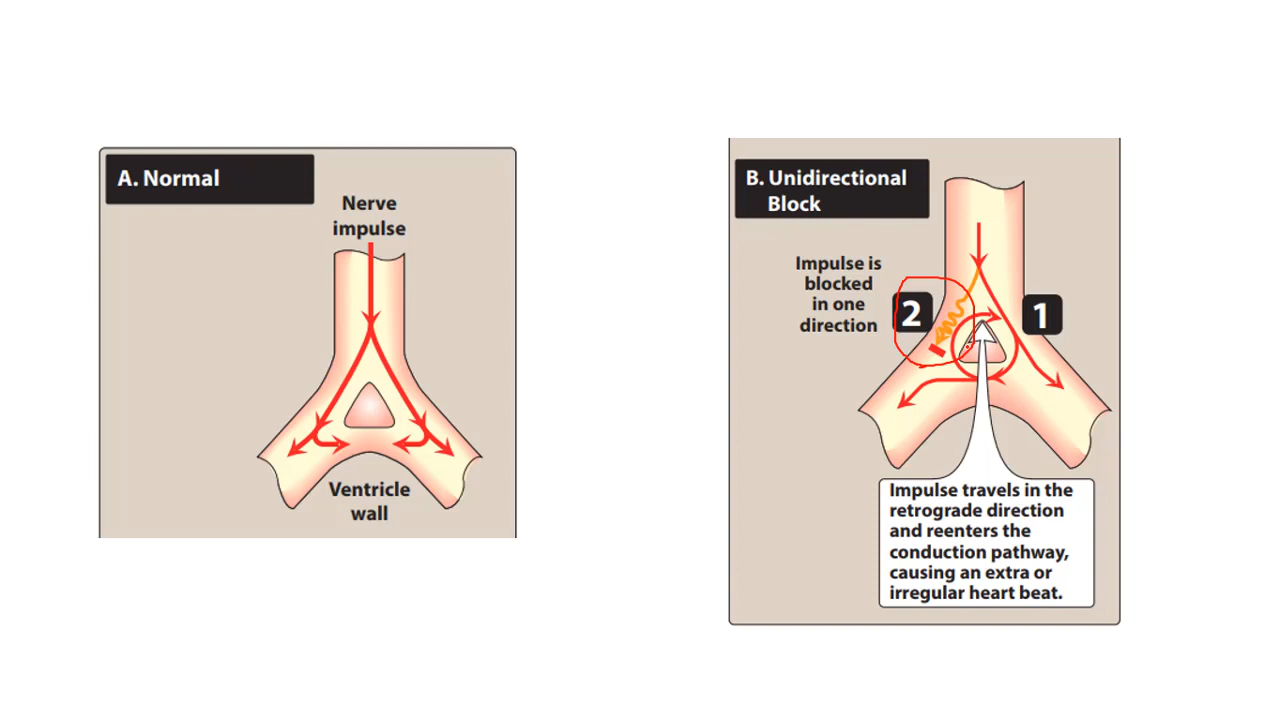 A. Normal
Nerve
impulse
Ventricle
wall
B. Unidirectional
Block
Impulse is
blocked
in one
direction
2
1
Impulse travels in the
retrograde direction
and reenters the
conduction pathway,
causing an extra or
irregular heart beat.